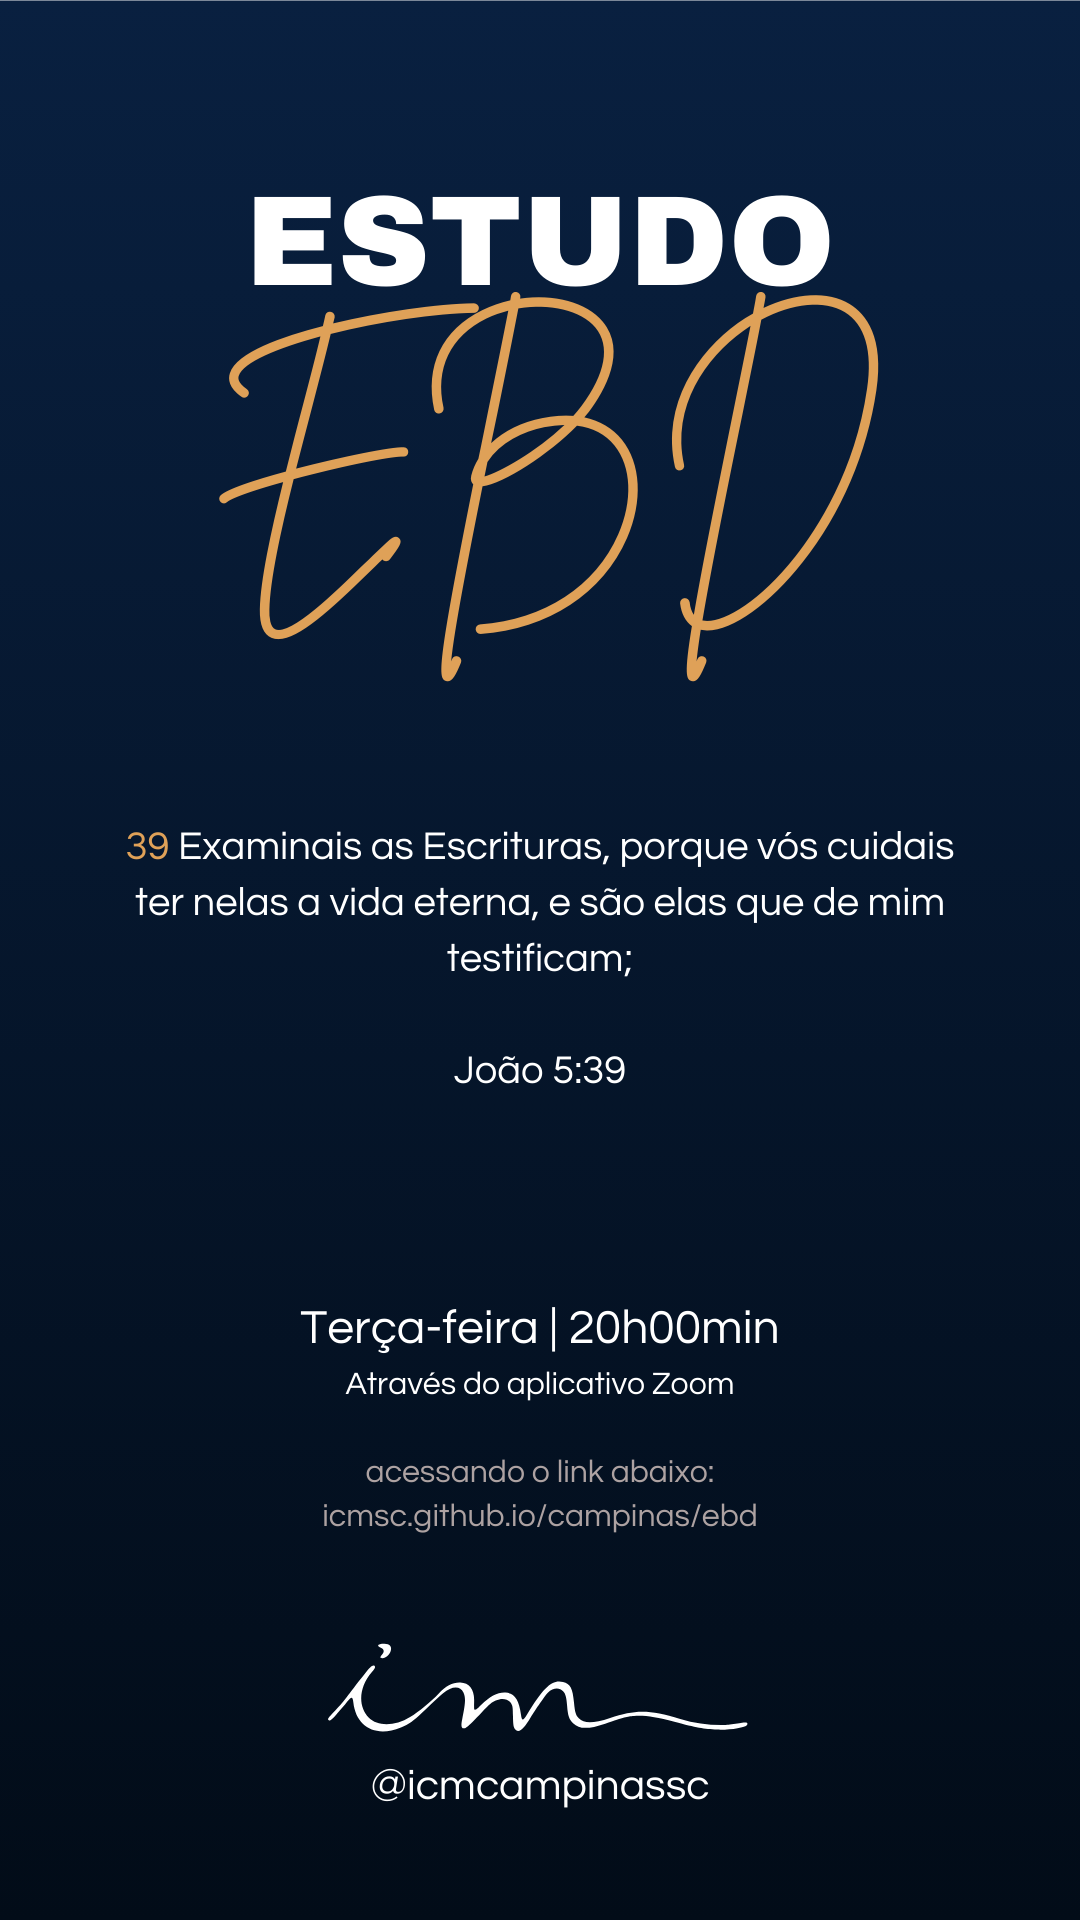 ESTUDO
EBD
39 Examinais as Escrituras, porque vós cuidais
ter nelas a vida eterna, e são elas que de mim
testificam;
João 5:39
Terça-feira | 20h00min
Através do aplicativo Zoom
acessando o link abaixo:
icmsc.github.io/campinas/ebd
im
@icmcampinassc